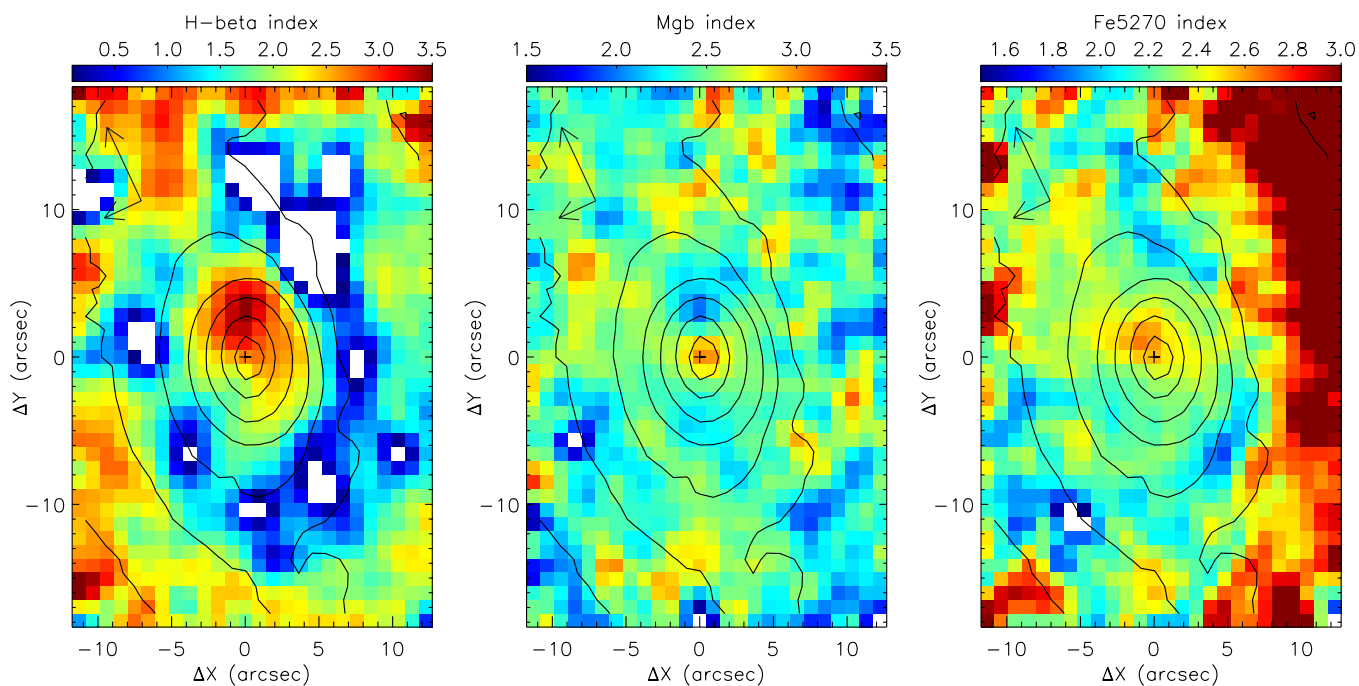 H-beta index Mgb index Fe5270 index
0.5 1.0 1.5 2.0 2.5 3.0 3.5 1.5 2.0 2.5 3.0 3.5 1.6 1.8 2.0 2.2 2.4 2.6 2.8 3.0
10 10 10
0 0 0
-10 -10 -10
ΔY (arcsec) ΔY (arcsec) ΔY (arcsec)
-10 -5 0 5 10 -10 -5 0 5 10 -10 -5 0 5 10
ΔX (arcsec) ΔX (arcsec) ΔX (arcsec)